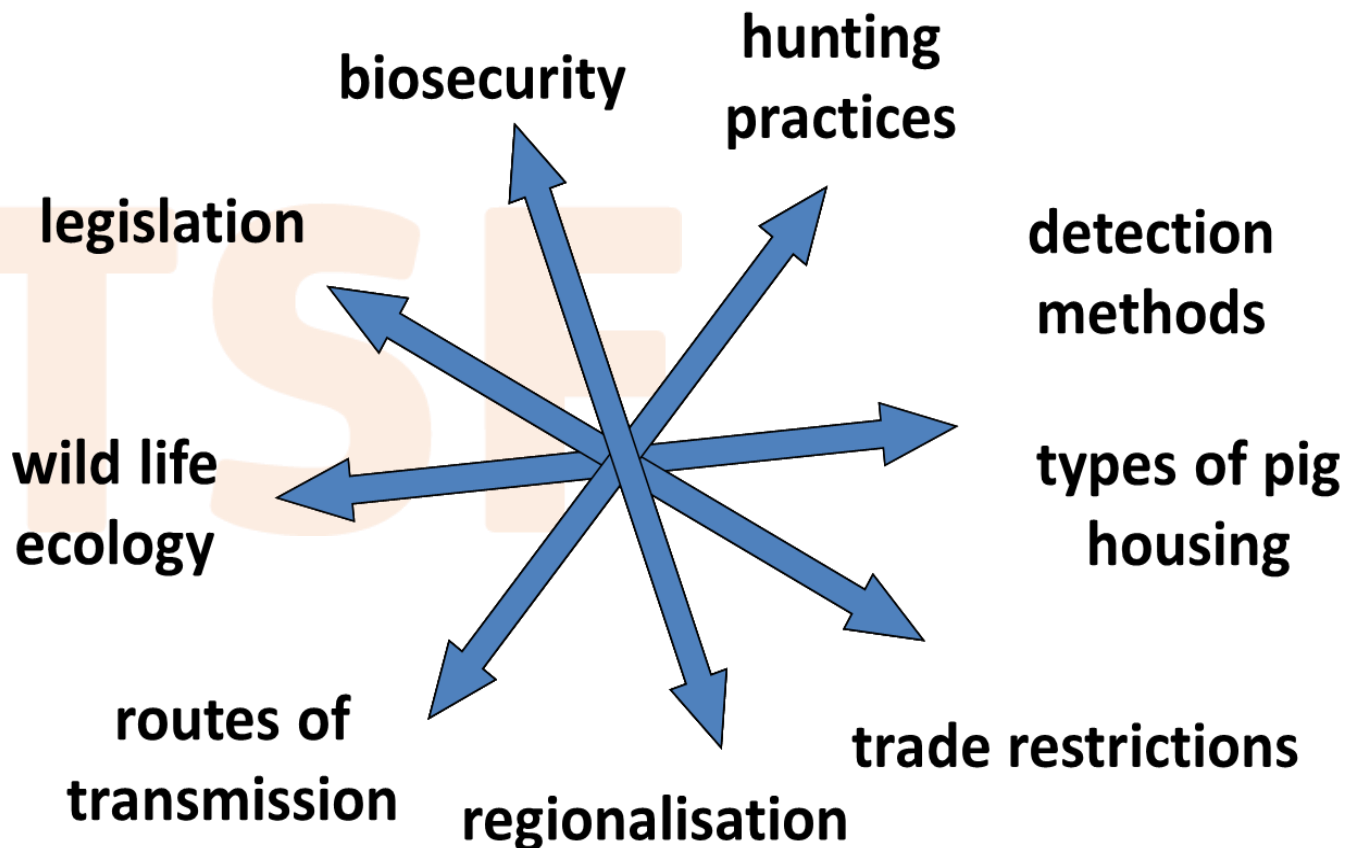 biosecurity
hunting
practices
legislation
detection
methods
wild life
ecology
types of pig
housing
routes of
transmission
trade restrictions
regionalisation
TSF